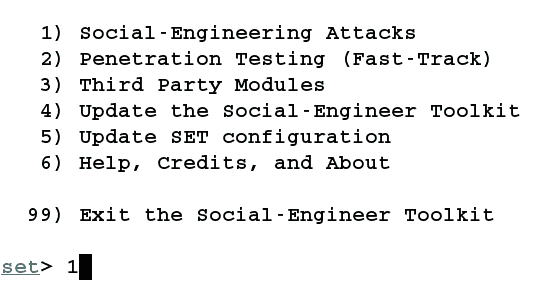 1) Social-Engineering Attacks
2) Penetration Testing (Fast-Track)
3) Third Party Modules
4) Update the Social-Engineer Toolkit
5) Update SET configuration
6) Help, Credits, and About
99) Exit the Social-Engineer Toolkit
set> 1